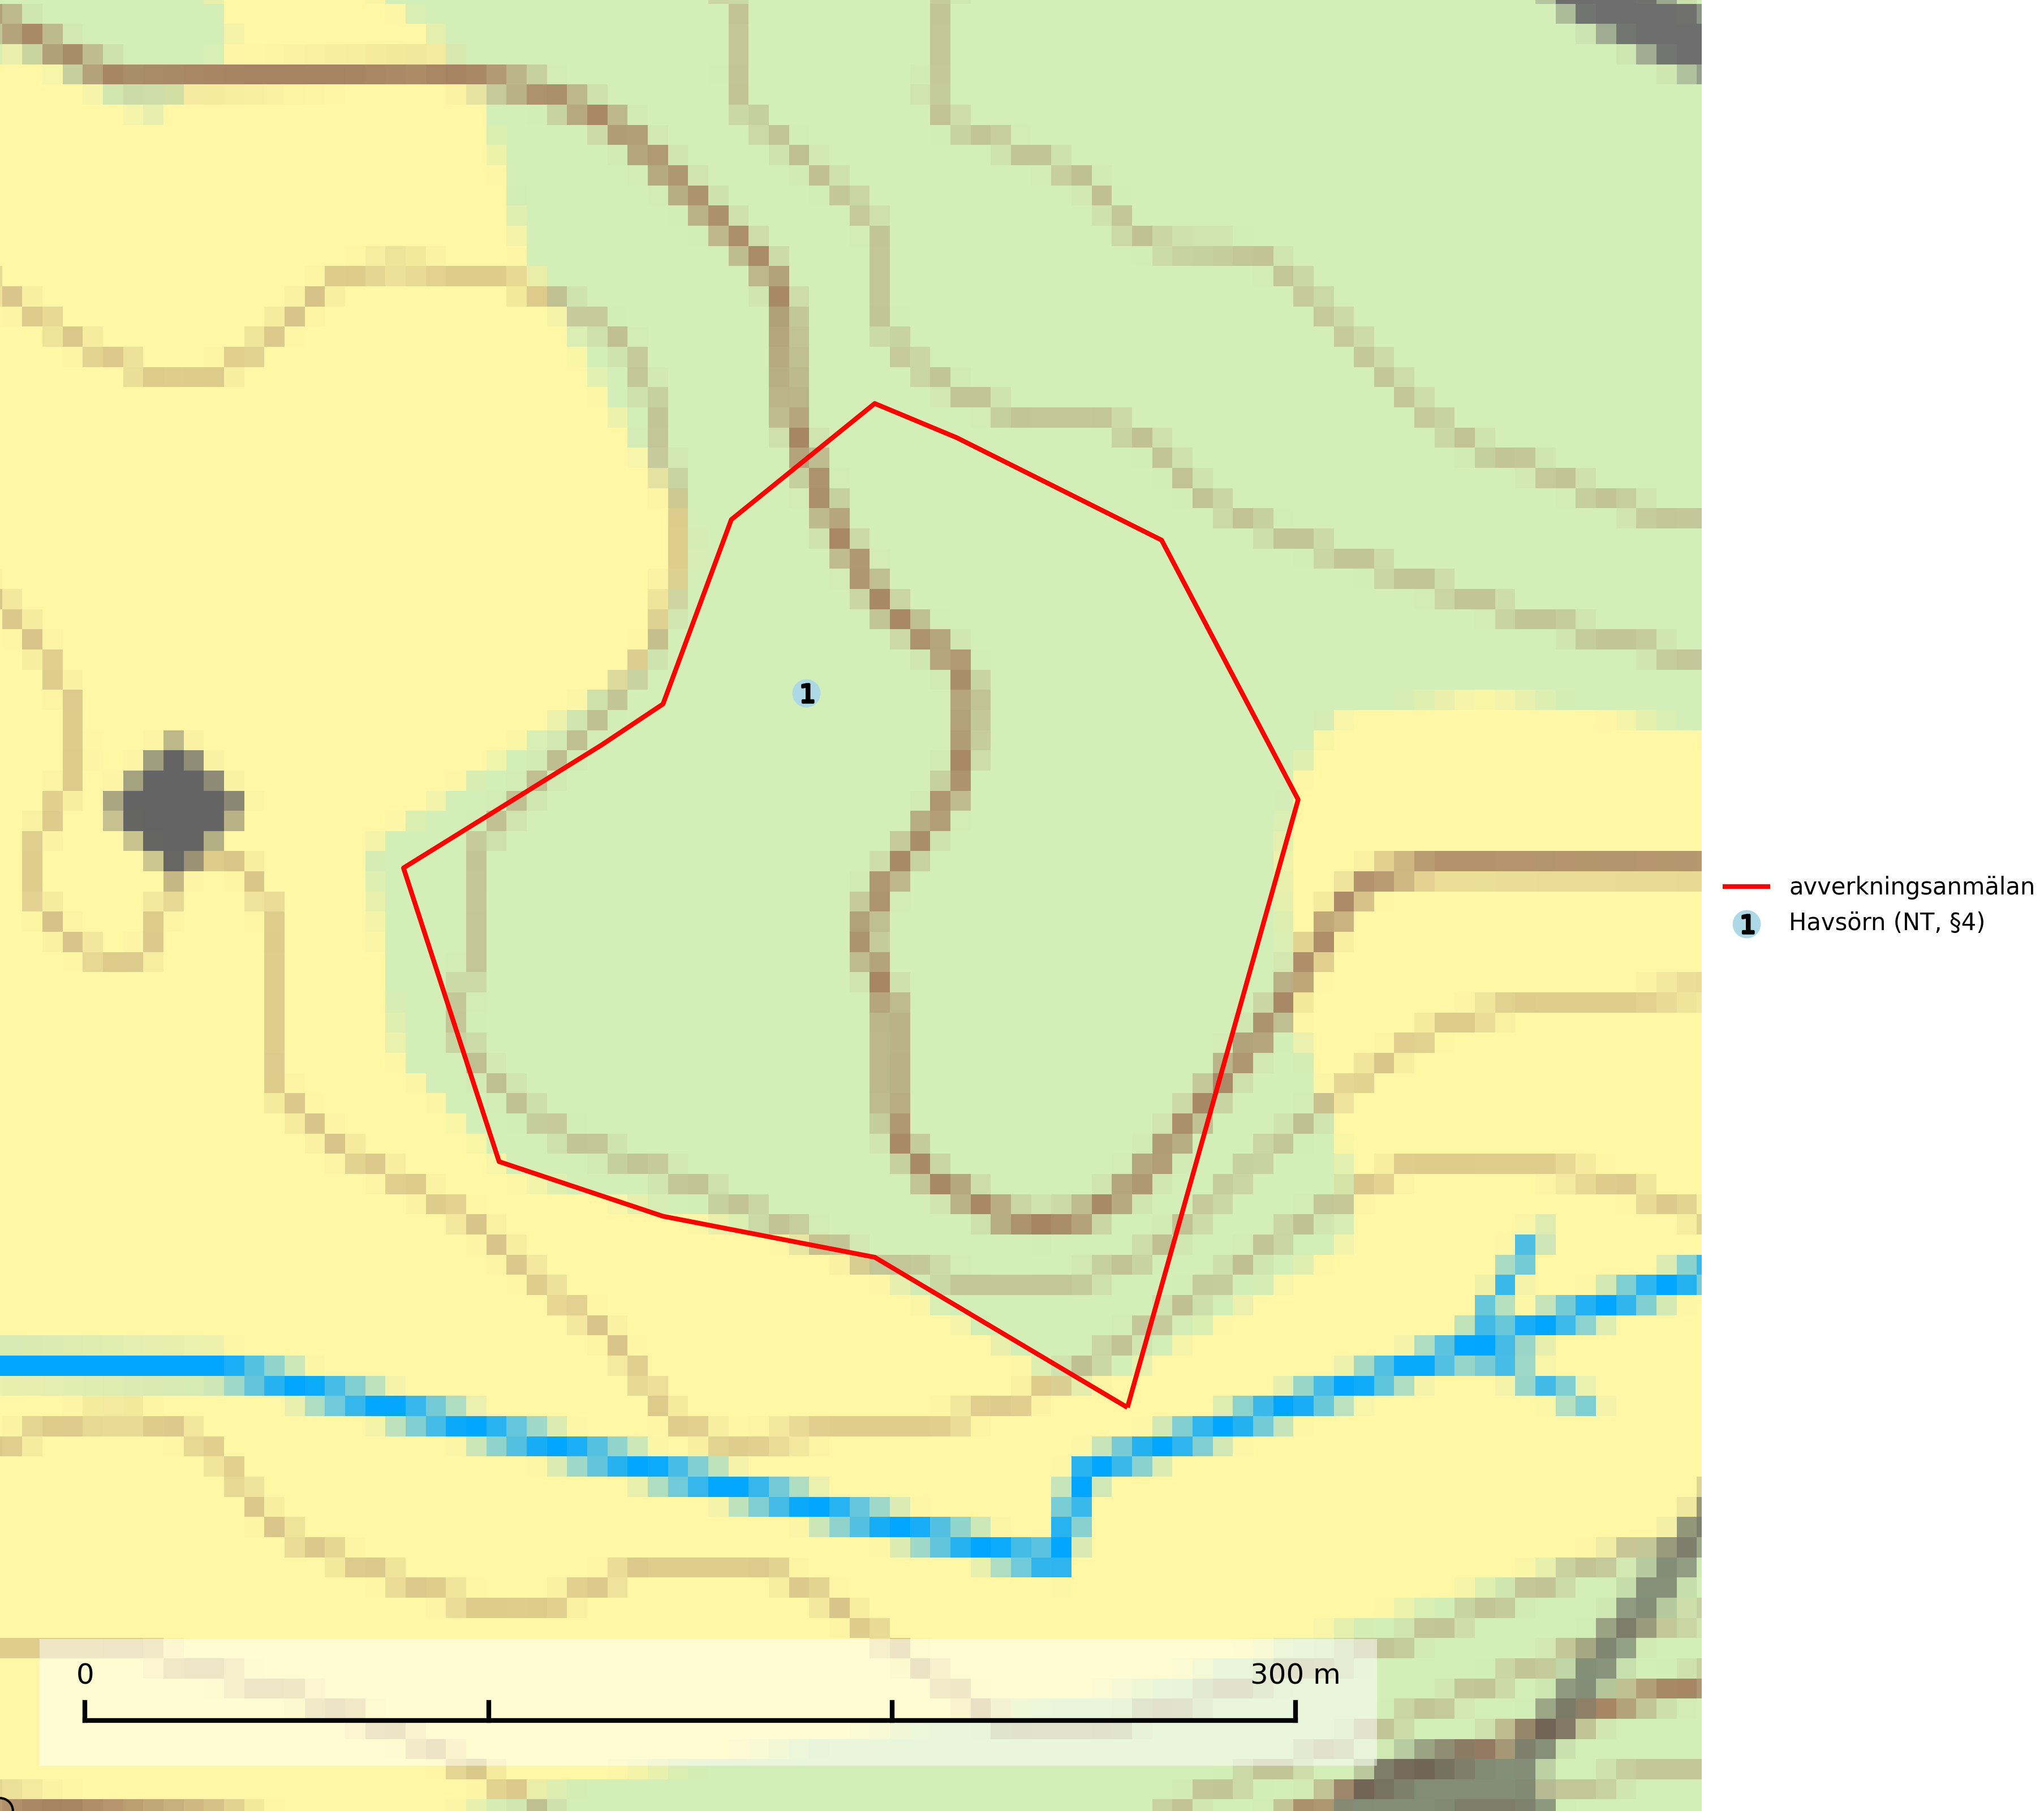 1
avverkningsanmälan
1 Havsörn (NT, §4)
0 300 m